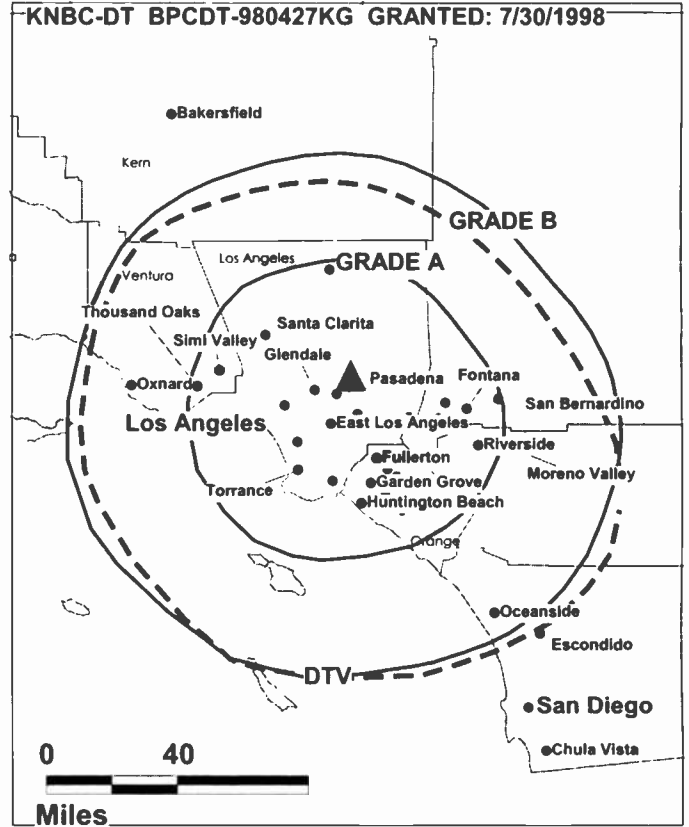 KNBC-DT BPCDT-980427KG GRANTED: 7/30/1998
Bakersfield
Kern
GRADE B
Los Angeles
GRADE A
Ventura
Thousand Oaks
Santa Clarita
Simi Valley
Glendale
Pasadena
Fontana
Oxnard
San Bernardino
Los Angeles
East Los Angeles
Riverside
Fullerton
Moreno Valley
Garden Grove
Torrance
Huntington Beach
Orange
Oceanside
Escondido
DTV
San Diego
Chula Vista
0 40
Miles